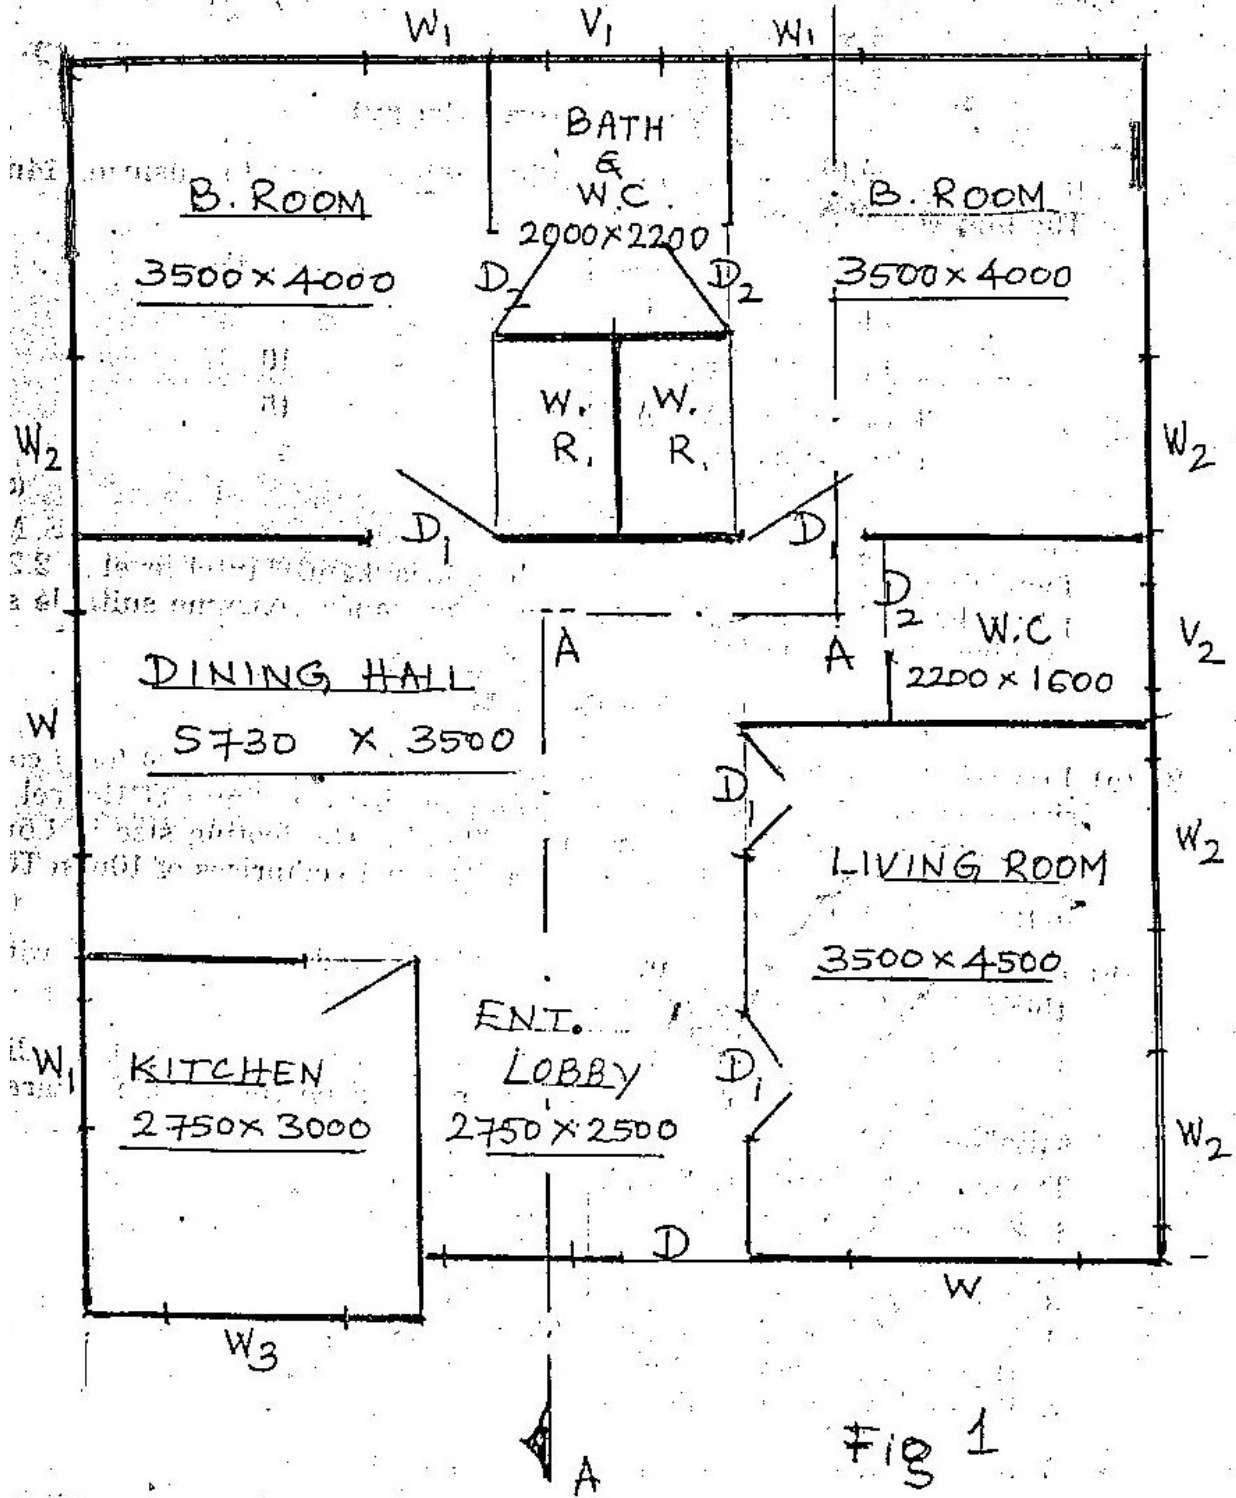 W1 V1 W1
BATH
&
W.C.
2000×2200
B. ROOM
3500×4000
B. ROOM
3500×4000
D2 D2
W. W.
R. R.
W2 W2
D1 D1
A A
D2
W.C
2200×1600
V2
DINING HALL
5730 × 3500
W
D1
W2
LIVING ROOM
3500×4500
ENT.
LOBBY
2750×2500
W1
KITCHEN
2750×3000
D1
W2
D
W
W3
A
Fig 1